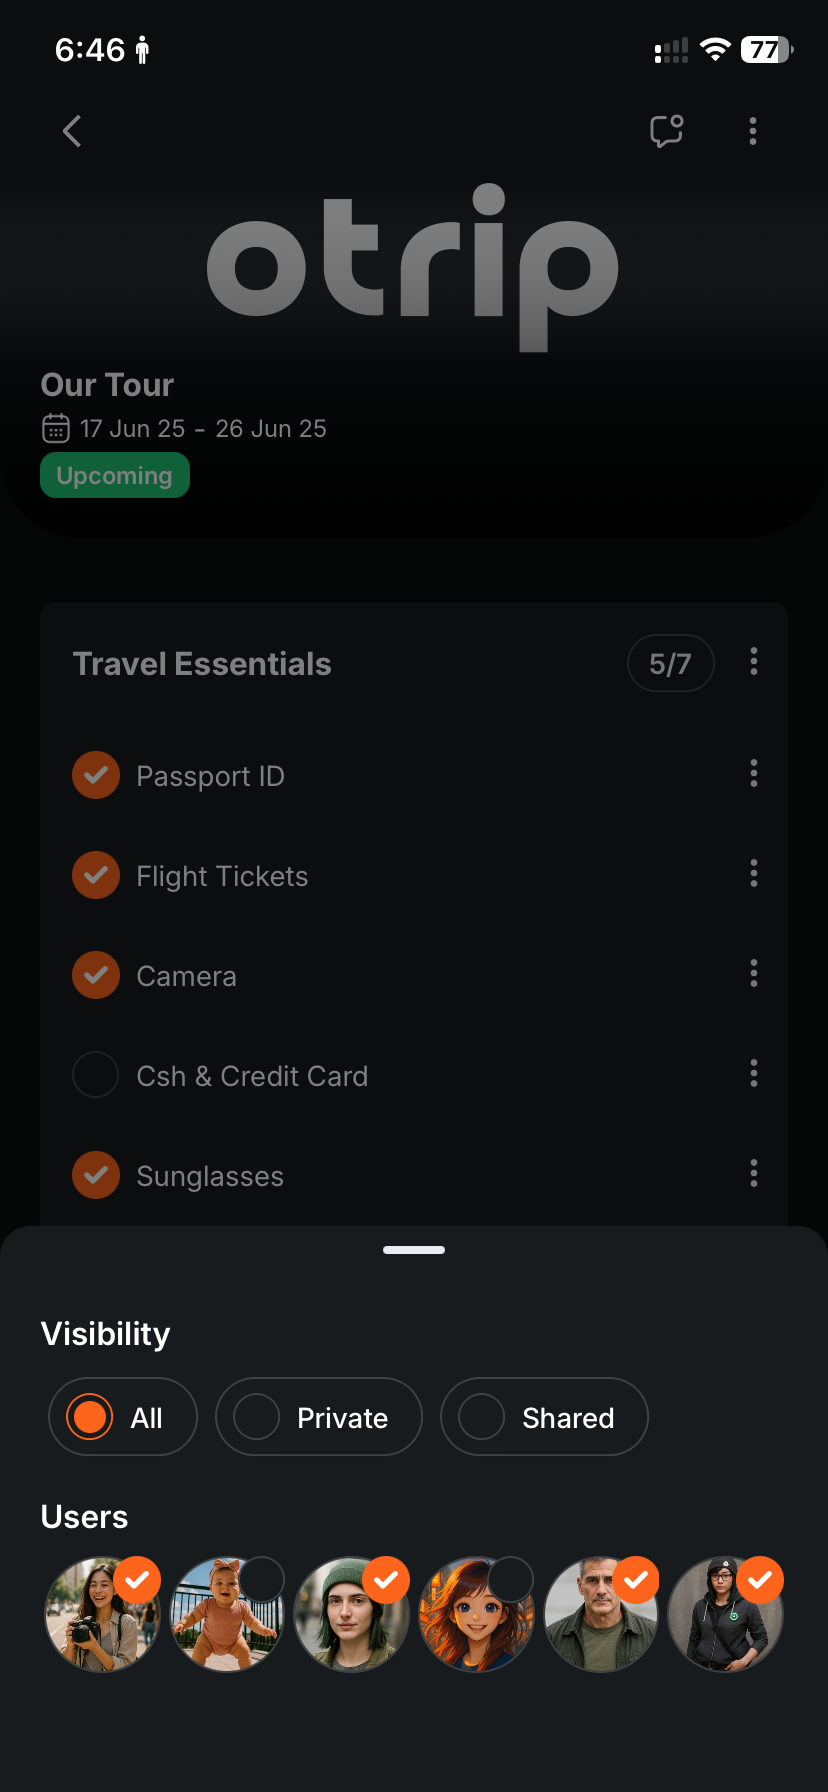 6:46
77
otrip
Our Tour
17 Jun 25 - 26 Jun 25
Upcoming
Travel Essentials
5/7
Passport ID
Flight Tickets
Camera
Csh & Credit Card
Sunglasses
Visibility
All
Private
Shared
Users